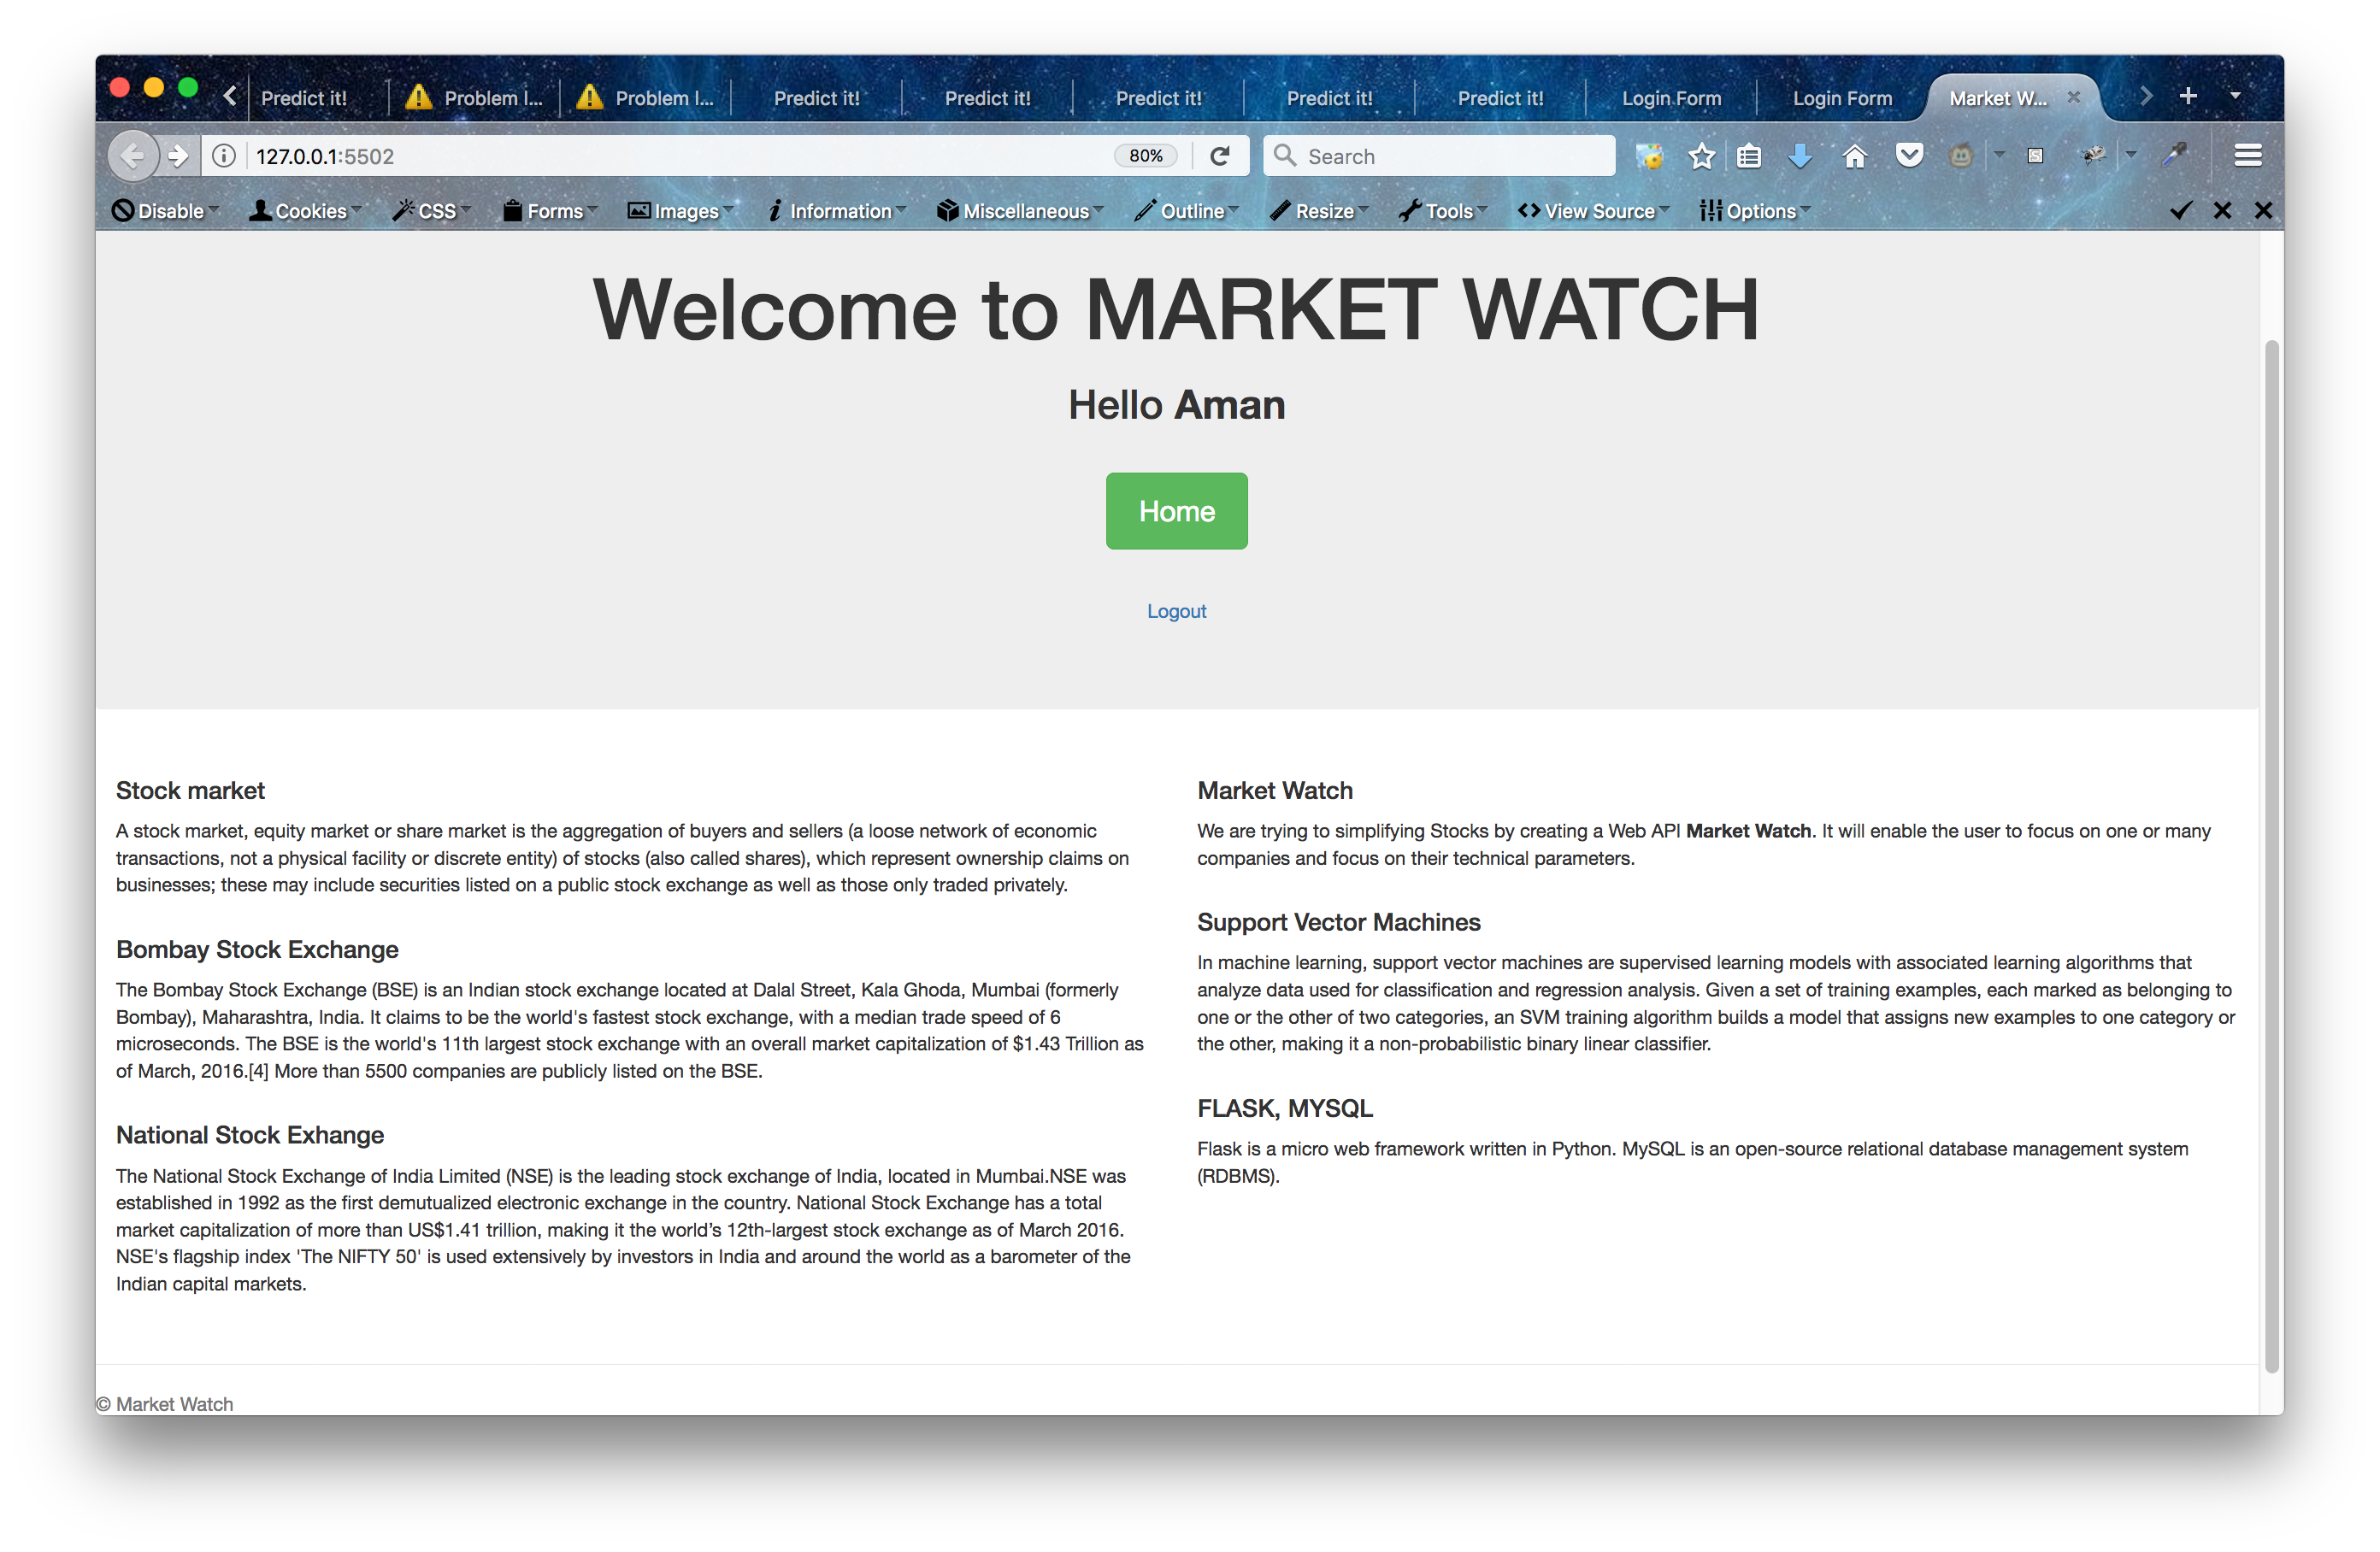 Predict it!
Problem l...
Problem l...
Predict it!
Predict it!
Predict it!
Predict it!
Predict it!
Login Form
Login Form
Market W...
127.0.0.1:5502
80%
Search
Disable
Cookies
CSS
Forms
Images
Information
Miscellaneous
Outline
Resize
Tools
View Source
Options
Welcome to MARKET WATCH
Hello Aman
Home
Logout
Stock market
A stock market, equity market or share market is the aggregation of buyers and sellers (a loose network of economic
transactions, not a physical facility or discrete entity) of stocks (also called shares), which represent ownership claims on
businesses; these may include securities listed on a public stock exchange as well as those only traded privately.
Bombay Stock Exchange
The Bombay Stock Exchange (BSE) is an Indian stock exchange located at Dalal Street, Kala Ghoda, Mumbai (formerly
Bombay), Maharashtra, India. It claims to be the world's fastest stock exchange, with a median trade speed of 6
microseconds. The BSE is the world's 11th largest stock exchange with an overall market capitalization of $1.43 Trillion as
of March, 2016.[4] More than 5500 companies are publicly listed on the BSE.
National Stock Exhange
The National Stock Exchange of India Limited (NSE) is the leading stock exchange of India, located in Mumbai.NSE was
established in 1992 as the first demutualized electronic exchange in the country. National Stock Exchange has a total
market capitalization of more than US$1.41 trillion, making it the world’s 12th-largest stock exchange as of March 2016.
NSE's flagship index 'The NIFTY 50' is used extensively by investors in India and around the world as a barometer of the
Indian capital markets.
Market Watch
We are trying to simplifying Stocks by creating a Web API Market Watch. It will enable the user to focus on one or many
companies and focus on their technical parameters.
Support Vector Machines
In machine learning, support vector machines are supervised learning models with associated learning algorithms that
analyze data used for classification and regression analysis. Given a set of training examples, each marked as belonging to
one or the other of two categories, an SVM training algorithm builds a model that assigns new examples to one category or
the other, making it a non-probabilistic binary linear classifier.
FLASK, MYSQL
Flask is a micro web framework written in Python. MySQL is an open-source relational database management system
(RDBMS).
© Market Watch